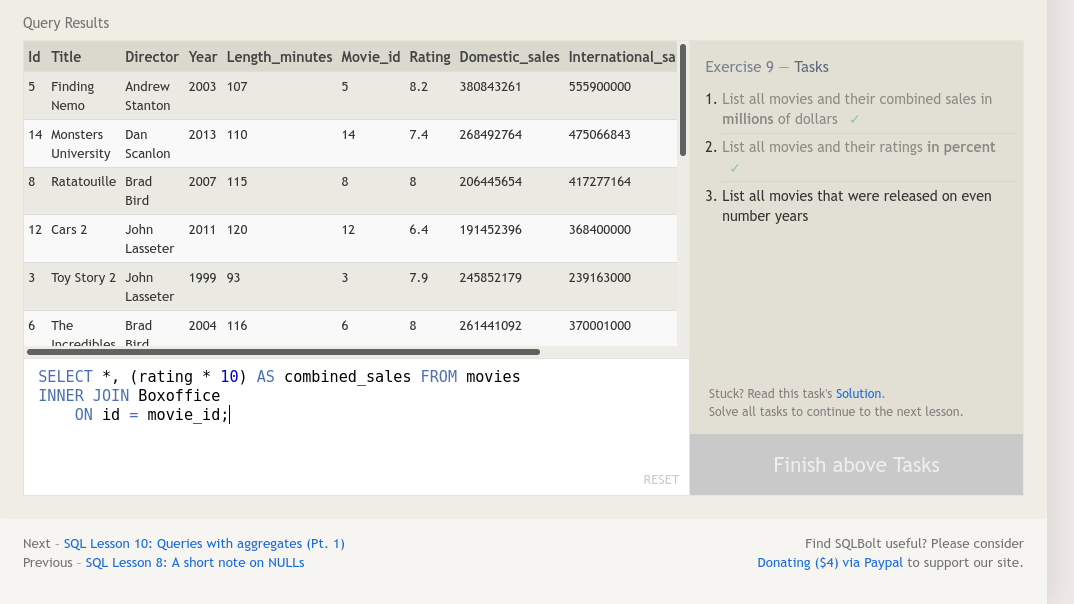 Query Results
Id Title Director Year Length_minutes Movie_id Rating Domestic_sales International_sa
5 Finding Andrew 2003 107 5 8.2 380843261 555900000
Nemo Stanton
14 Monsters Dan 2013 110 14 7.4 268492764 475066843
University Scanlon
8 Ratatouille Brad 2007 115 8 8 206445654 417277164
Bird
12 Cars 2 John 2011 120 12 6.4 191452396 368400000
Lasseter
3 Toy Story 2 John 1999 93 3 7.9 245852179 239163000
Lasseter
6 The Brad 2004 116 6 8 261441092 370001000
Incredibles Bird
SELECT *, (rating * 10) AS combined_sales FROM movies
INNER JOIN Boxoffice
ON id = movie_id;
RESET
Exercise 9 — Tasks
1. List all movies and their combined sales in
millions of dollars ✓
2. List all movies and their ratings in percent
✓
3. List all movies that were released on even
number years
Stuck? Read this task's Solution.
Solve all tasks to continue to the next lesson.
Finish above Tasks
Next – SQL Lesson 10: Queries with aggregates (Pt. 1)
Previous – SQL Lesson 8: A short note on NULLs
Find SQLBolt useful? Please consider
Donating ($4) via Paypal to support our site.